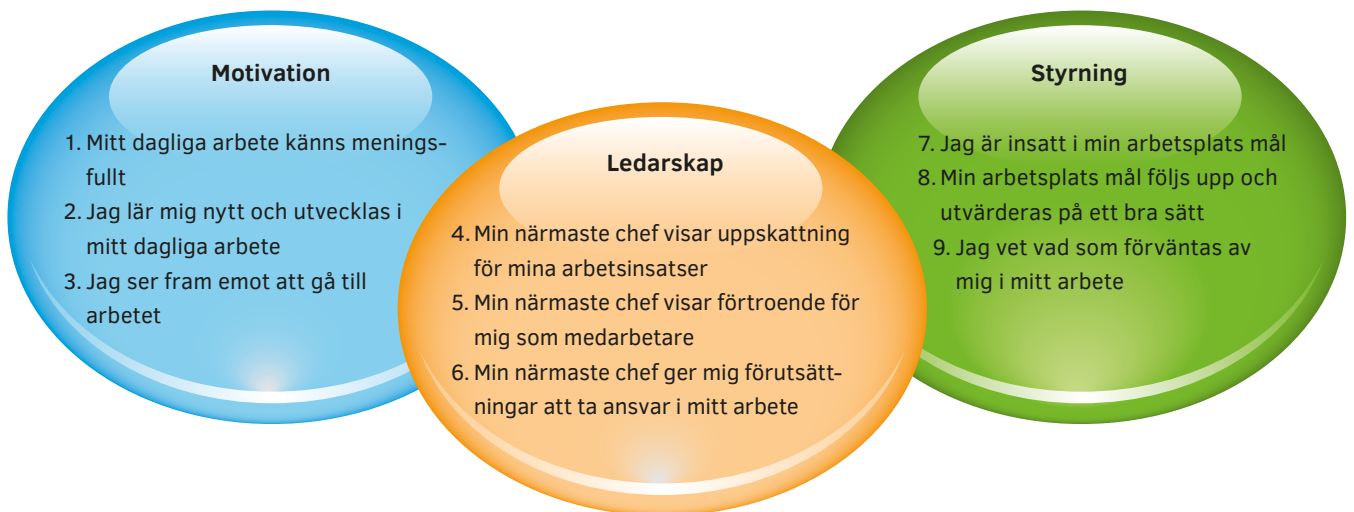 Motivation
1. Mitt dagliga arbete känns menings-
fullt
2. Jag lär mig nytt och utvecklas i
mitt dagliga arbete
3. Jag ser fram emot att gå till
arbetet
Ledarskap
4. Min närmaste chef visar uppskattning
för mina arbetsinsatser
5. Min närmaste chef visar förtroende för
mig som medarbetare
6. Min närmaste chef ger mig förutsätt-
ningar att ta ansvar i mitt arbete
Styrning
7. Jag är insatt i min arbetsplats mål
8. Min arbetsplats mål följs upp och
utvärderas på ett bra sätt
9. Jag vet vad som förväntas av
mig i mitt arbete